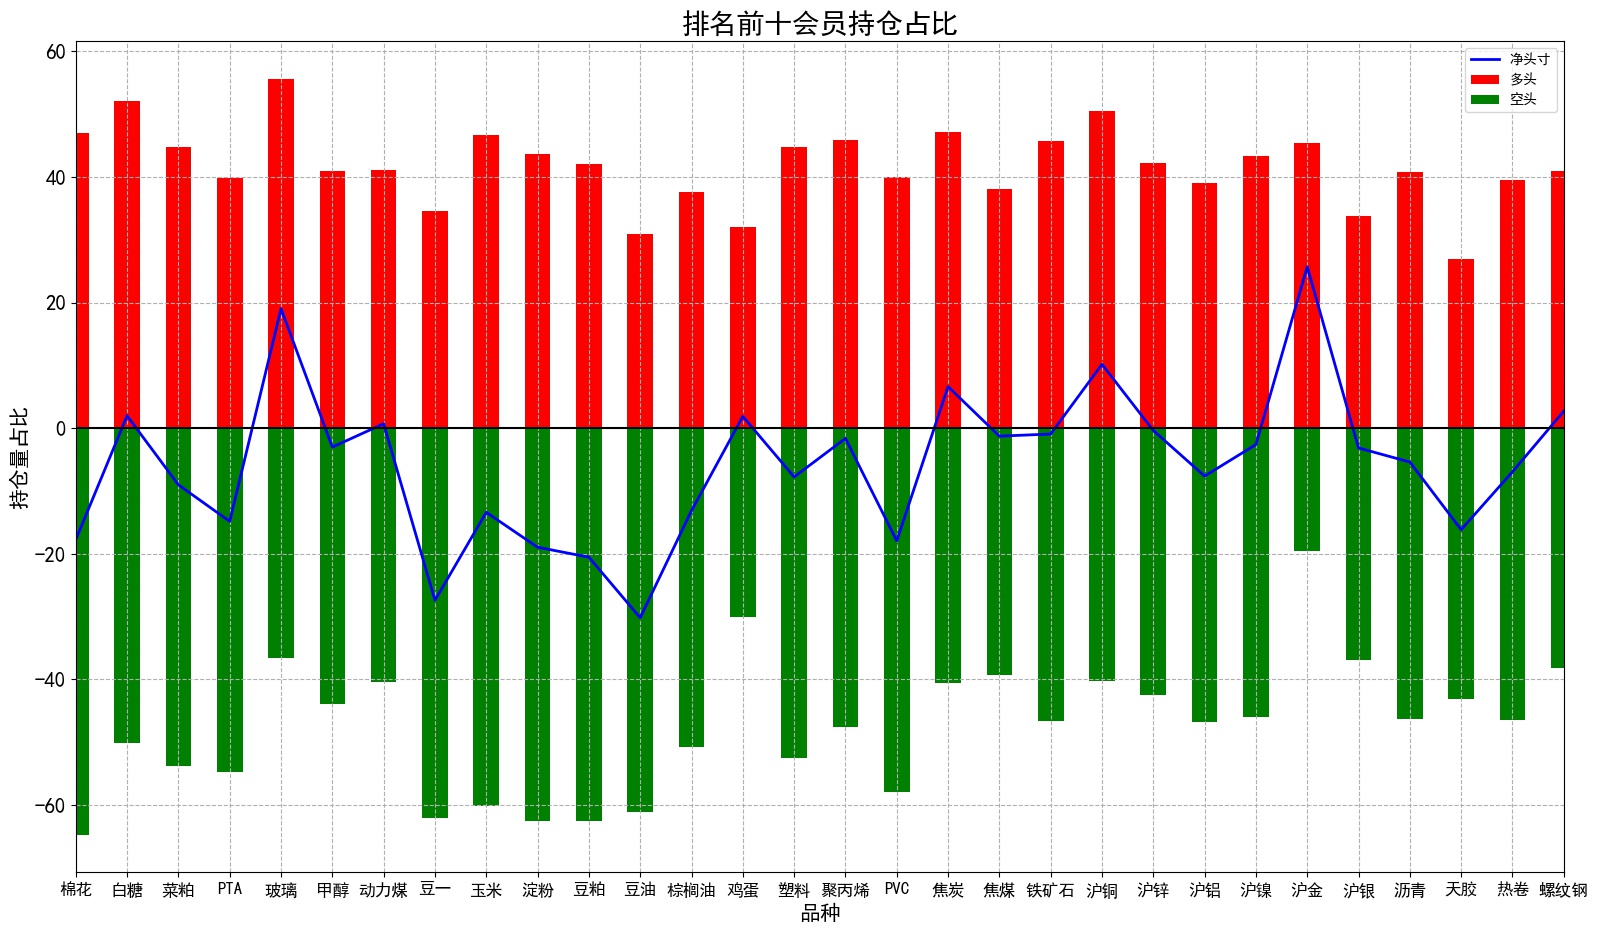 排名前十会员持仓占比
净头寸
多头
空头
60
40
20
0
−20
−40
−60
持仓量占比
棉花 白糖 菜粕 PTA 玻璃 甲醇 动力煤 豆一 玉米 淀粉 豆粕 豆油 棕榈油 鸡蛋 塑料 聚丙烯 PVC 焦炭 焦煤 铁矿石 沪铜 沪锌 沪铝 沪镍 沪金 沪银 沥青 天胶 热卷 螺纹钢
品种